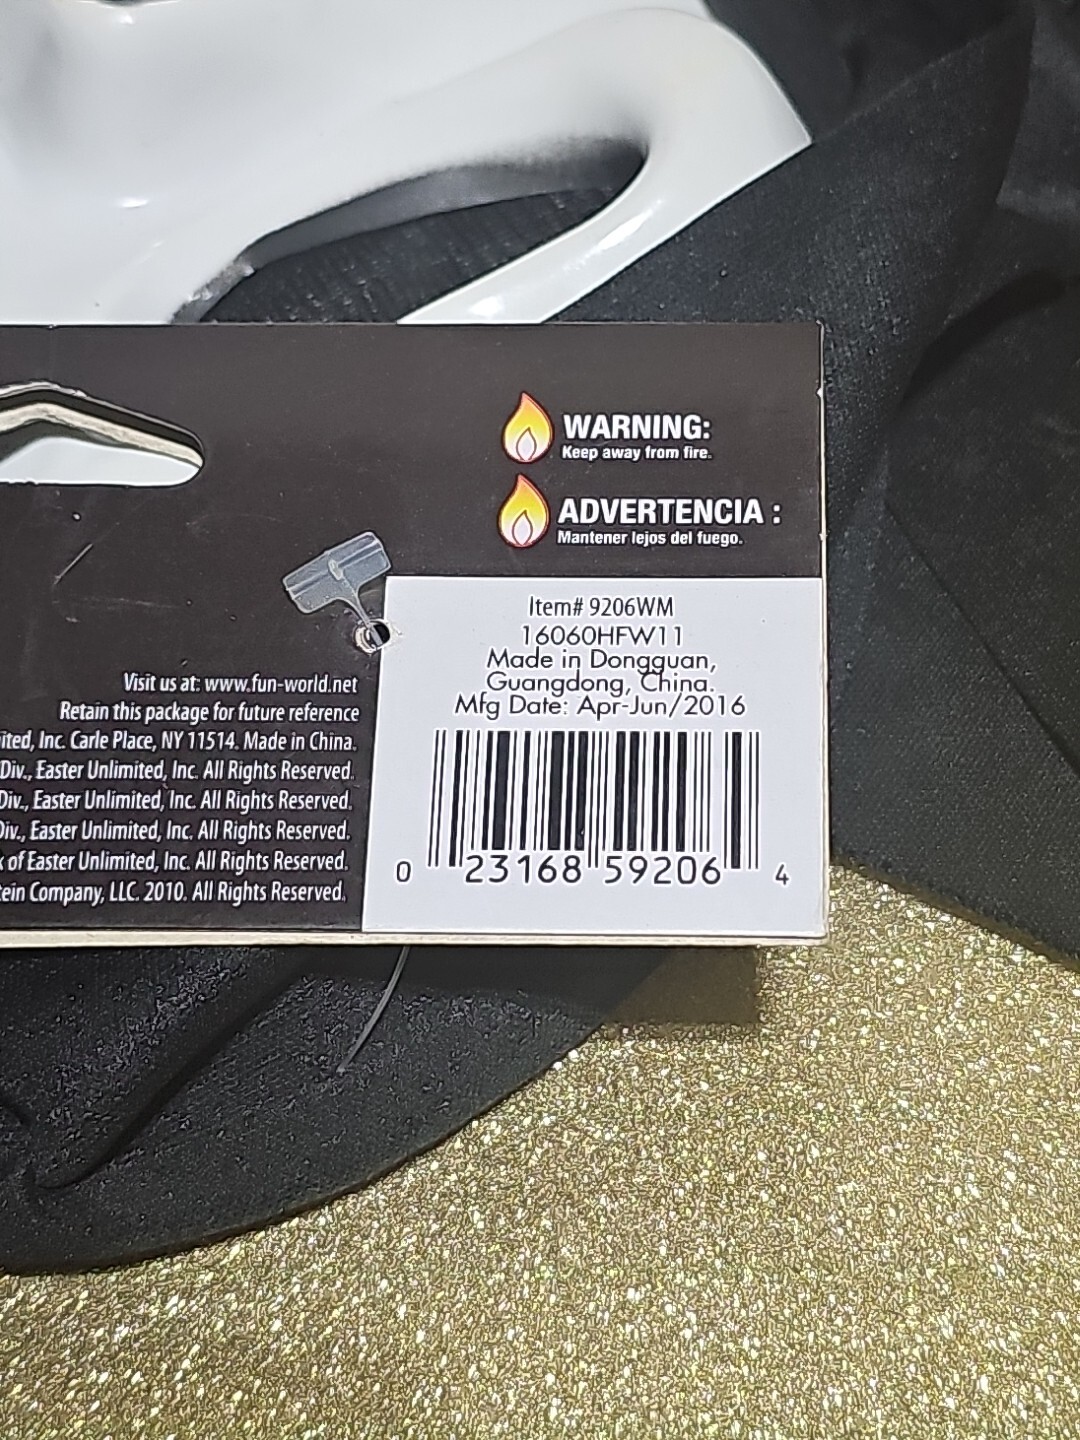 WARNING:
Keep away from fire.
ADVERTENCIA :
Mantener lejos del fuego.
Item# 9206WM
16060HFW11
Made in Dongguan,
Guangdong, China.
Mfg Date: Apr-Jun/2016
0 23168 59206 4
Visit us at: www.fun-world.net
Retain this package for future reference
Inc. Carle Place, NY 11514. Made in China.
Div., Easter Unlimited, Inc. All Rights Reserved.
Div., Easter Unlimited, Inc. All Rights Reserved.
Div., Easter Unlimited, Inc. All Rights Reserved.
of Easter Unlimited, Inc. All Rights Reserved.
Company, LLC. 2010. All Rights Reserved.